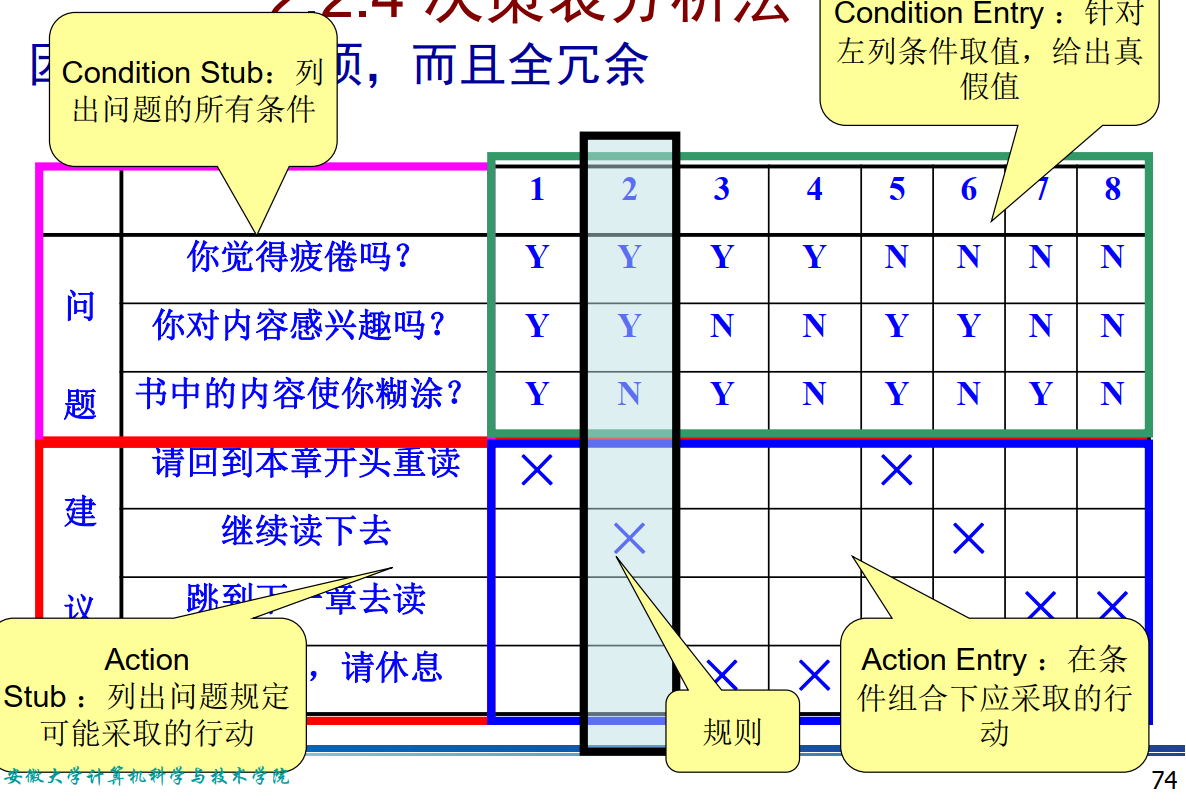 2.2.4 决策表分析法
Condition Stub：列
出问题的所有条件
Condition Entry ：针对
左列条件取值，给出真
假值
项，而且全冗余
1 2 3 4 5 6 7 8
问
题
你觉得疲倦吗？ Y Y Y Y N N N N
你对内容感兴趣吗？ Y Y N N Y Y N N
书中的内容使你糊涂？ Y N Y N Y N Y N
建
议
请回到本章开头重读 × ×
继续读下去 × ×
跳到下一章去读 × ×
，请休息 × ×
Action
Stub ：列出问题规定
可能采取的行动
规则
Action Entry ：在条
件组合下应采取的行
动
安徽大学计算机科学与技术学院
74